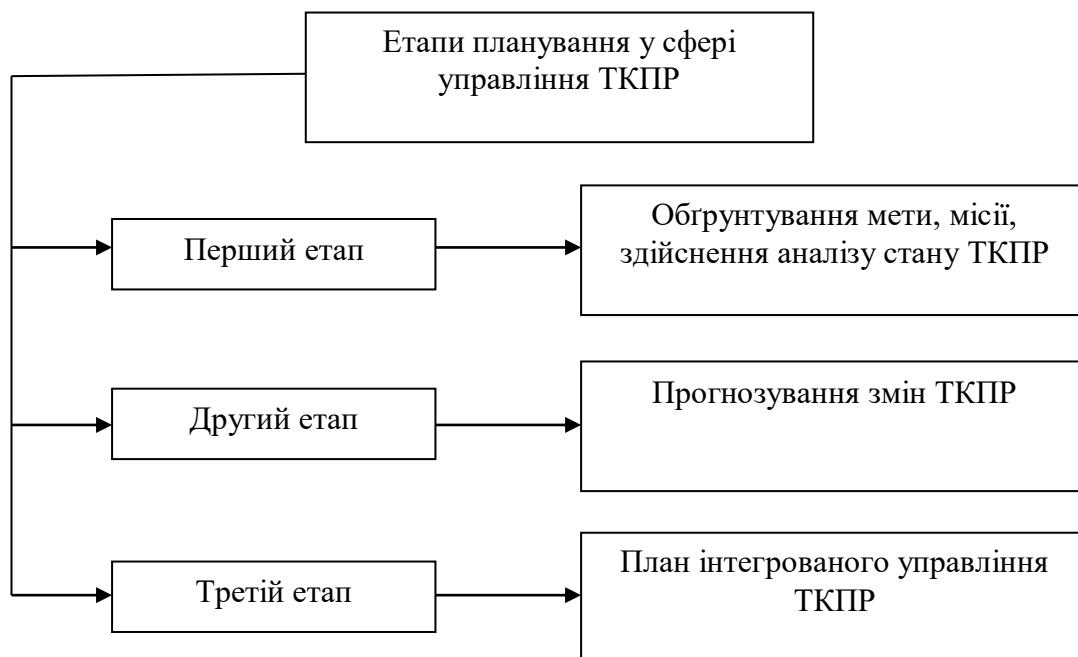 Етапи планування у сфері
управління ТКПР
Перший етап
Обґрунтування мети, місії,
здійснення аналізу стану ТКПР
Другий етап
Прогнозування змін ТКПР
Третій етап
План інтегрованого управління
ТКПР